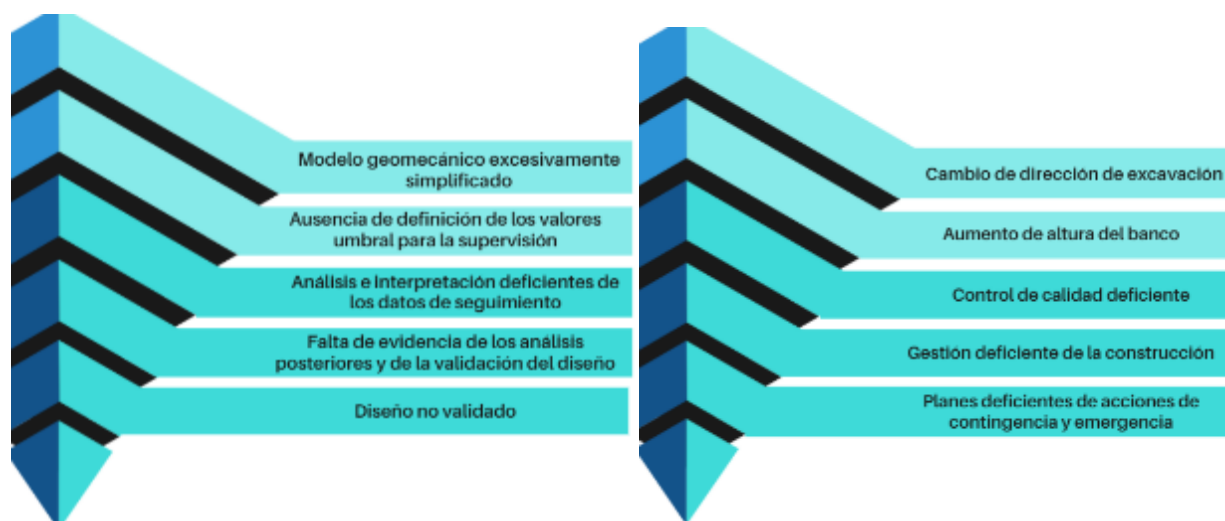 Modelo geomecánico excesivamente
simplificado
Ausencia de definición de los valores
umbral para la supervisión
Análisis e interpretación deficientes de
los datos de seguimiento
Falta de evidencia de los análisis
posteriores y de la validación del diseño
Diseño no validado
Cambio de dirección de excavación
Aumento de altura del banco
Control de calidad deficiente
Gestión deficiente de la construcción
Planes deficientes de acciones de
contingencia y emergencia